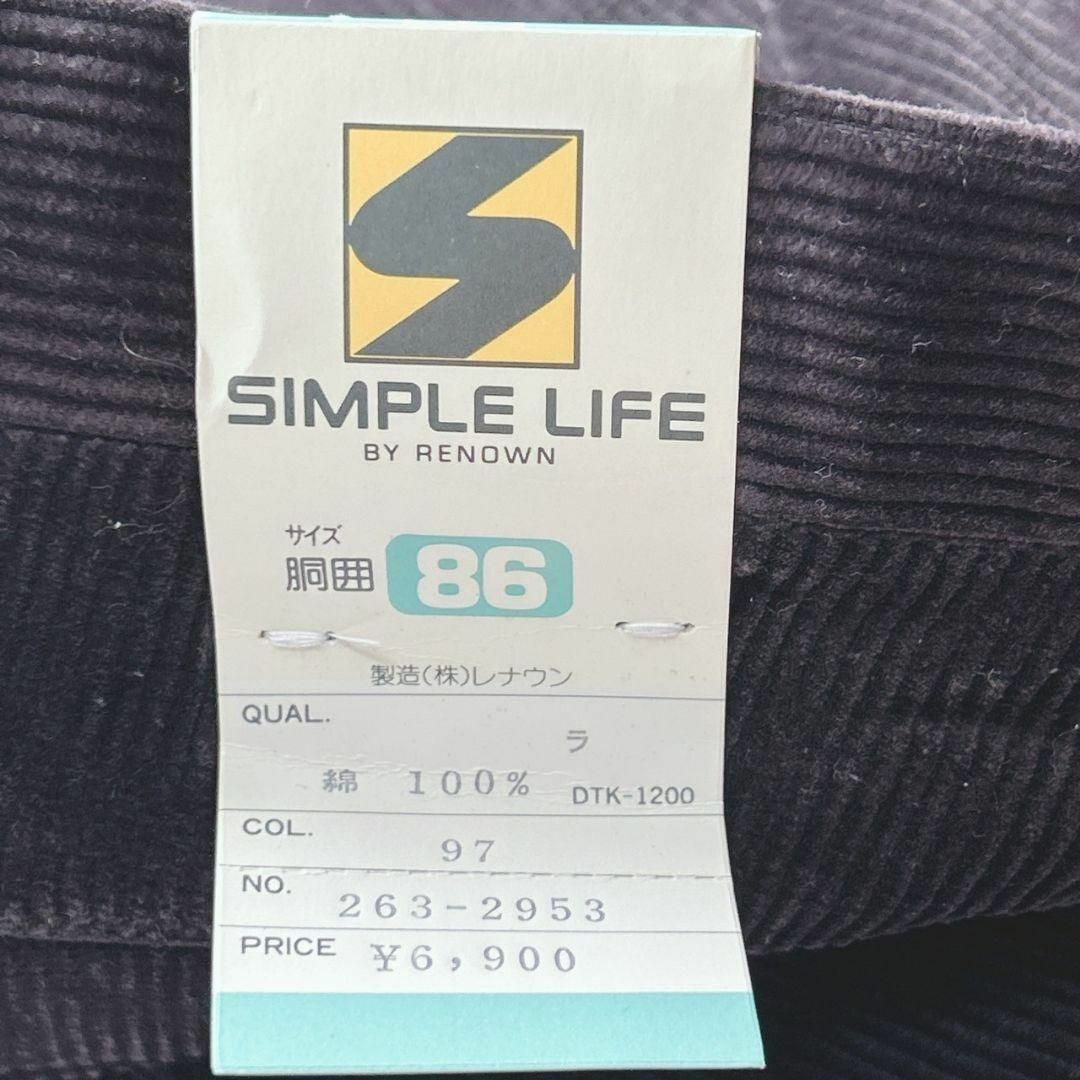 SIMPLE LIFE
BY RENOWN
サイズ
胴囲 86
製造(株)レナウン
QUAL.
ラ
綿 100% DTK-1200
COL.
97
NO.
263-2953
PRICE ¥6,900